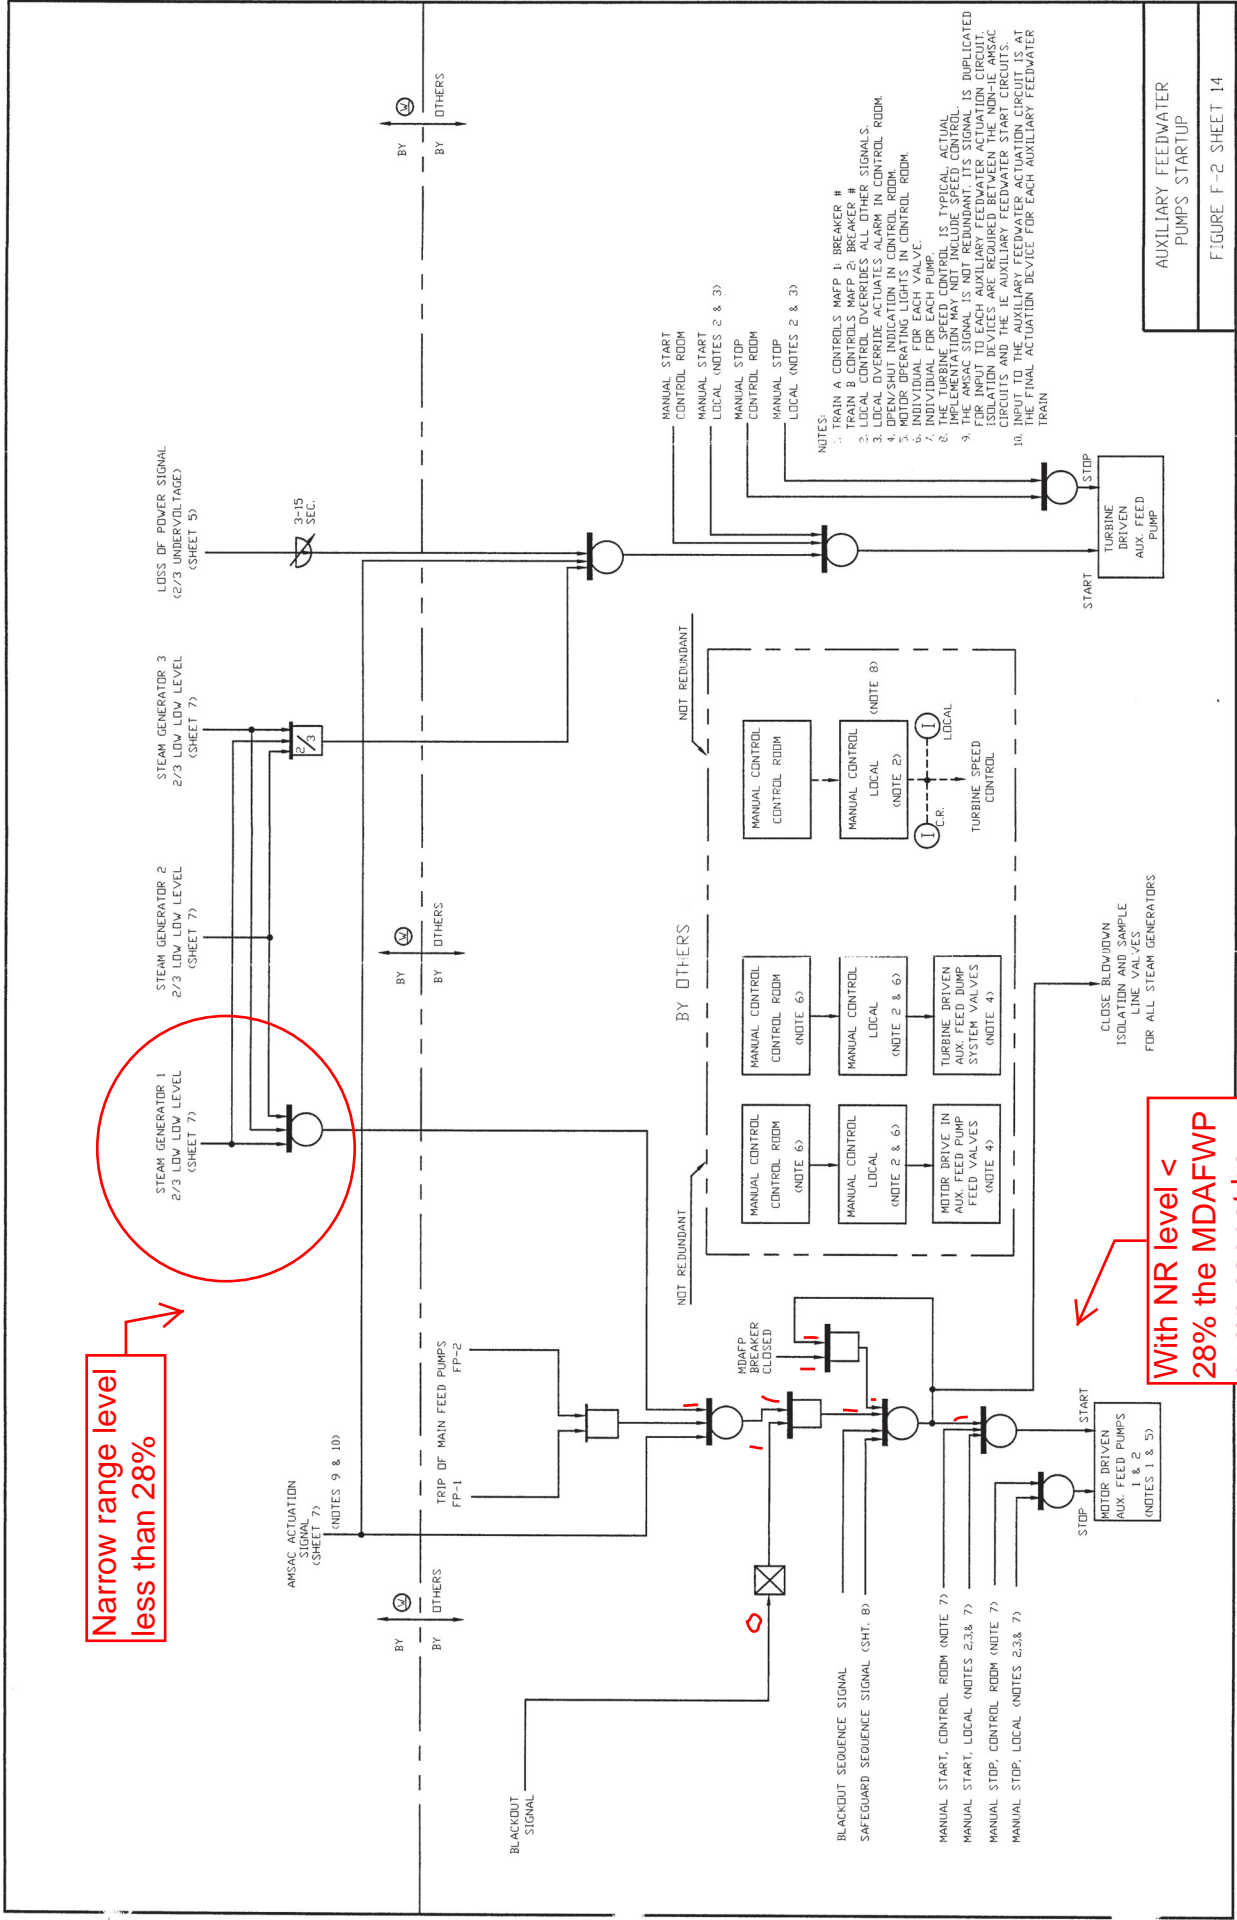 Narrow range level
less than 28%
AMSAC ACTUATION
SIGNAL
(SHEET 7)
(NOTES 9 & 10)
STEAM GENERATOR 1
2/3 LOW LOW LEVEL
(SHEET 7)
STEAM GENERATOR 2
2/3 LOW LOW LEVEL
(SHEET 7)
STEAM GENERATOR 3
2/3 LOW LOW LEVEL
(SHEET 7)
LOSS OF POWER SIGNAL
(2/3 UNDERVOLTAGE)
(SHEET 5)
3-15
SEC.
2/3
BY W
BY OTHERS
BY W
BY OTHERS
BY W
BY OTHERS
TRIP OF MAIN FEED PUMPS
FP-1
FP-2
BLACKOUT
SIGNAL
0
1
1
1
1
1
1
MDAFP
BREAKER
CLOSED
BLACKOUT SEQUENCE SIGNAL
SAFEGUARD SEQUENCE SIGNAL (SHT. 8)
MANUAL START, CONTROL ROOM (NOTE 7)
MANUAL START, LOCAL (NOTES 2,3,& 7)
MANUAL STOP, CONTROL ROOM (NOTE 7)
MANUAL STOP, LOCAL (NOTES 2,3,& 7)
STOP
START
MOTOR DRIVEN
AUX. FEED PUMPS
1 & 2
(NOTES 1 & 5)
With NR level <
28% the MDAFWP
CLOSE BLOWDOWN
ISOLATION AND SAMPLE
LINE VALVES
FOR ALL STEAM GENERATORS
NOT REDUNDANT
BY OTHERS
NOT REDUNDANT
MANUAL CONTROL
CONTROL ROOM
(NOTE 6)
MANUAL CONTROL
LOCAL
(NOTE 2 & 6)
MOTOR DRIVE IN
AUX. FEED PUMP
FEED VALVES
(NOTE 4)
MANUAL CONTROL
CONTROL ROOM
(NOTE 6)
MANUAL CONTROL
LOCAL
(NOTE 2 & 6)
TURBINE DRIVEN
AUX. FEED DUMP
SYSTEM VALVES
(NOTE 4)
MANUAL CONTROL
CONTROL ROOM
MANUAL CONTROL
LOCAL
(NOTE 2)
(NOTE 8)
I
C.R.
I
LOCAL
TURBINE SPEED
CONTROL
MANUAL START
CONTROL ROOM
MANUAL START
LOCAL (NOTES 2 & 3)
MANUAL STOP
CONTROL ROOM
MANUAL STOP
LOCAL (NOTES 2 & 3)
START
STOP
TURBINE
DRIVEN
AUX. FEED
PUMP
NOTES:
1. TRAIN A CONTROLS MAFP 1: BREAKER #
TRAIN B CONTROLS MAFP 2: BREAKER #
2. LOCAL CONTROL OVERRIDES ALL OTHER SIGNALS.
3. LOCAL OVERRIDE ACTUATES ALARM IN CONTROL ROOM.
4. OPEN/SHUT INDICATION IN CONTROL ROOM.
5. MOTOR OPERATING LIGHTS IN CONTROL ROOM.
6. INDIVIDUAL FOR EACH VALVE.
7. INDIVIDUAL FOR EACH PUMP.
8. THE TURBINE SPEED CONTROL IS TYPICAL, ACTUAL
IMPLEMENTATION MAY NOT INCLUDE SPEED CONTROL.
9. THE AMSAC SIGNAL IS NOT REDUNDANT. ITS SIGNAL IS DUPLICATED
FOR INPUT TO EACH AUXILIARY FEEDWATER ACTUATION CIRCUIT.
ISOLATION DEVICES ARE REQUIRED BETWEEN THE NON-1E AMSAC
CIRCUITS AND THE 1E AUXILIARY FEEDWATER START CIRCUITS.
10. INPUT TO THE AUXILIARY FEEDWATER ACTUATION CIRCUIT IS AT
THE FINAL ACTUATION DEVICE FOR EACH AUXILIARY FEEDWATER
TRAIN
AUXILIARY FEEDWATER
PUMPS STARTUP
FIGURE F-2 SHEET 14